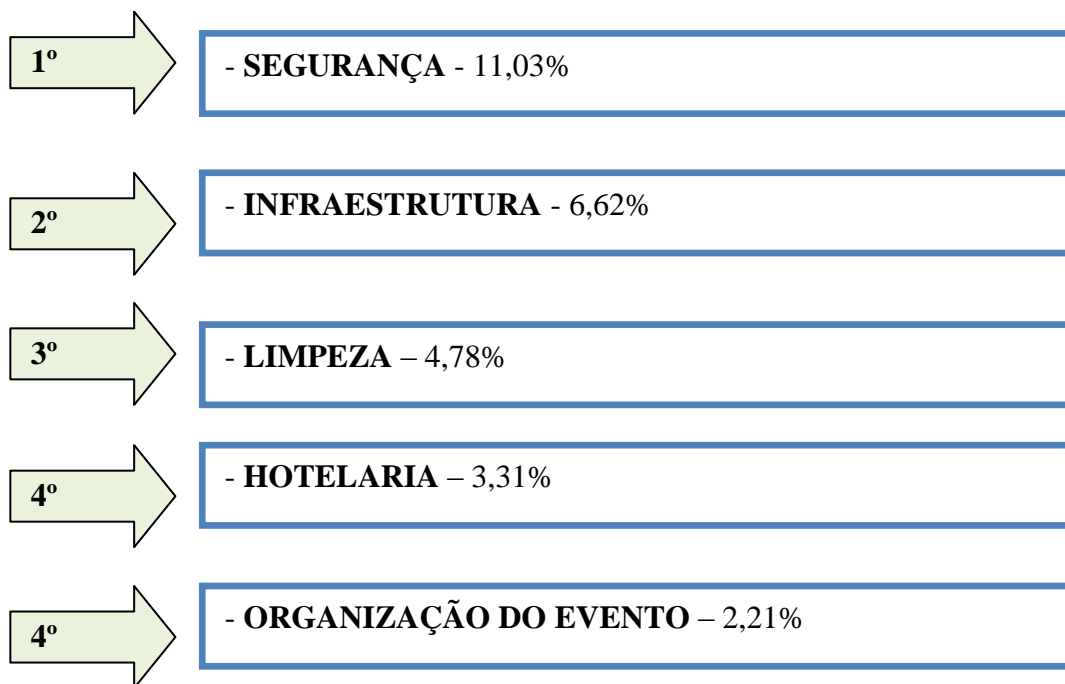 1º
- SEGURANÇA - 11,03%
2º
- INFRAESTRUTURA - 6,62%
3º
- LIMPEZA – 4,78%
4º
- HOTELARIA – 3,31%
4º
- ORGANIZAÇÃO DO EVENTO – 2,21%